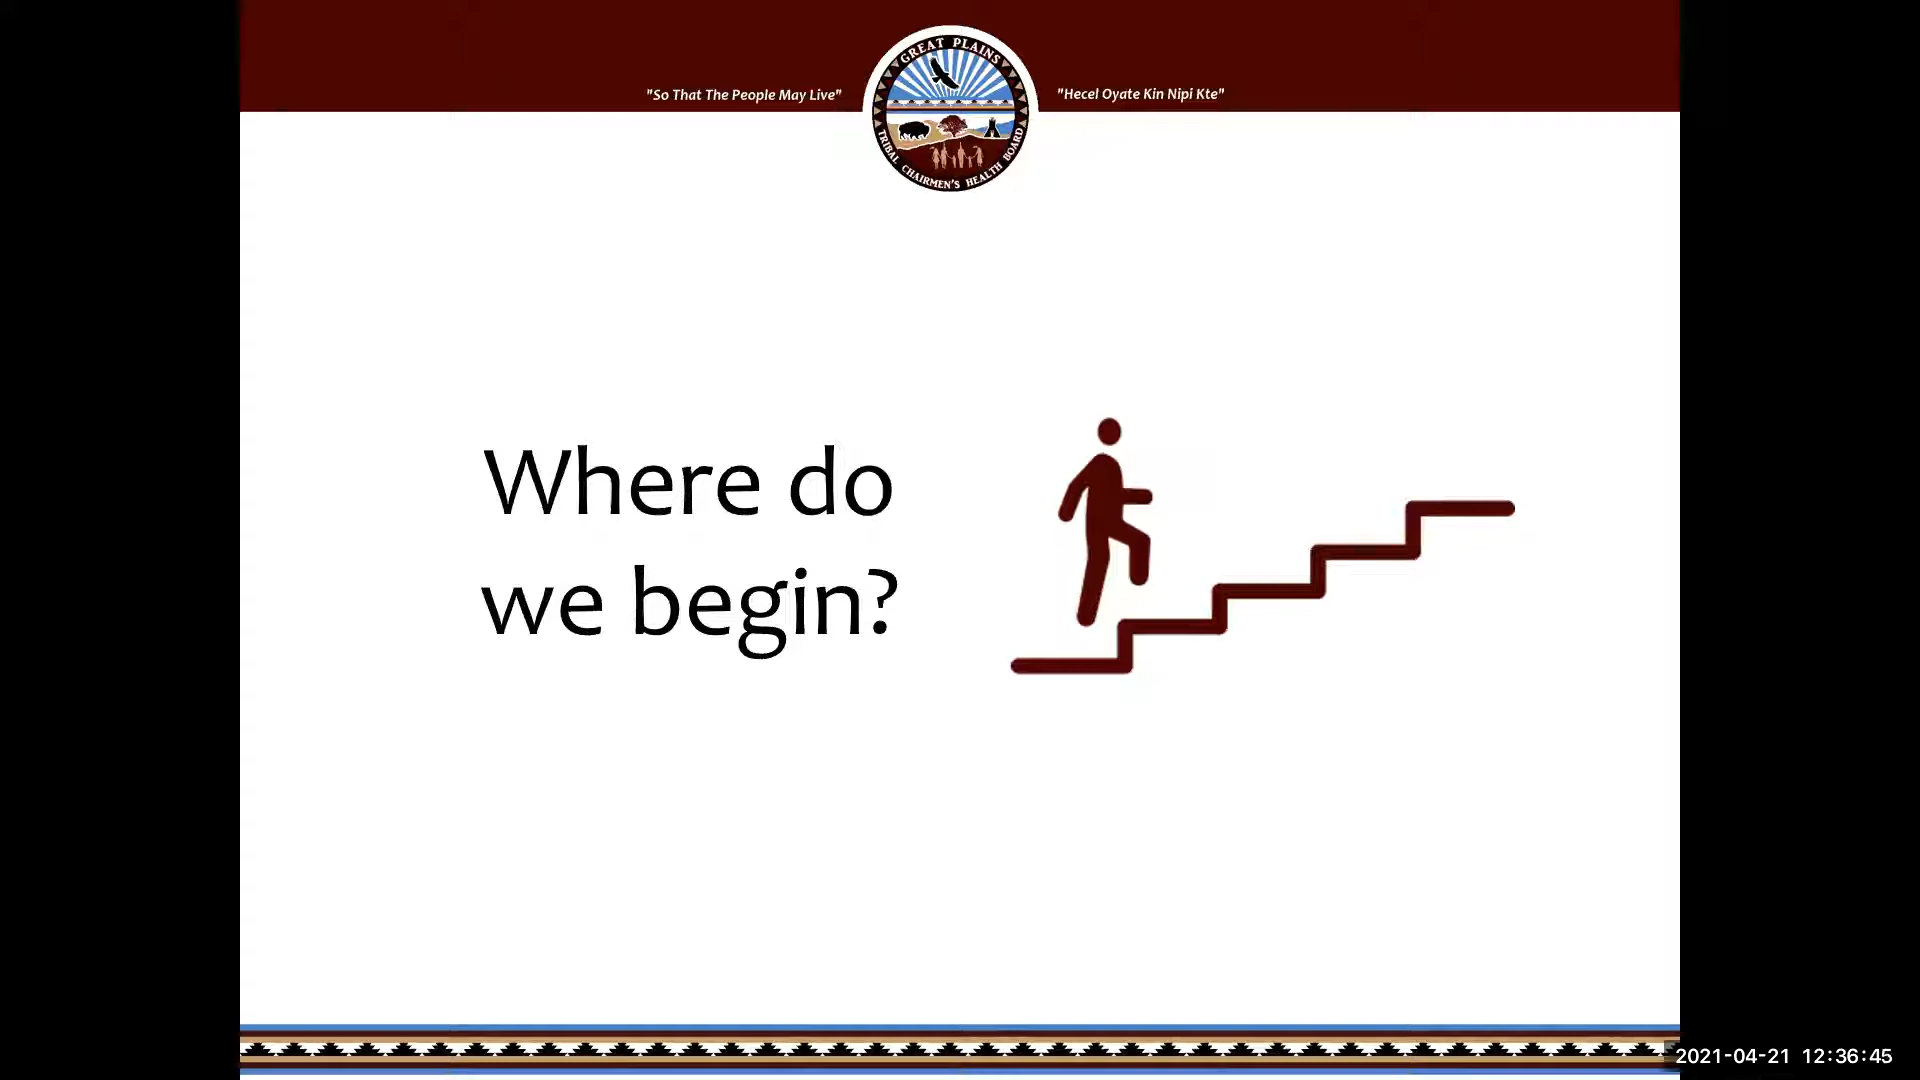 "So That The People May Live"
GREAT PLAINS
TRIBAL CHAIRMEN'S HEALTH BOARD
"Hecel Oyate Kin Nipi Kte"
Where do
we begin?
2021-04-21 12:36:45